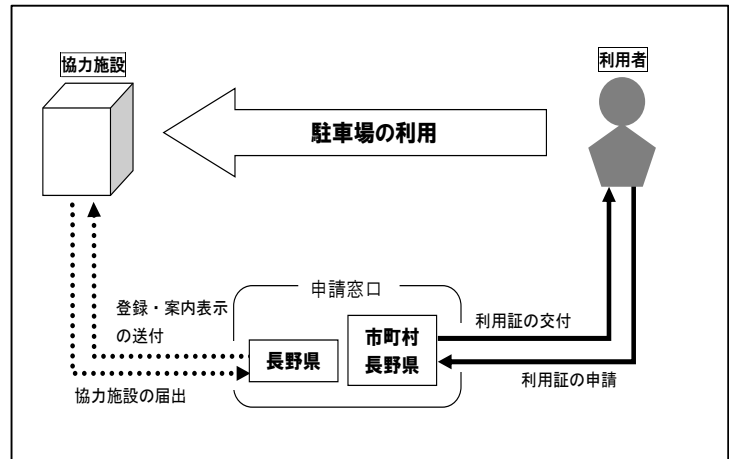 協力施設
利用者
駐車場の利用
申請窓口
登録・案内表示
の送付
長野県
市町村
長野県
利用証の交付
利用証の申請
協力施設の届出